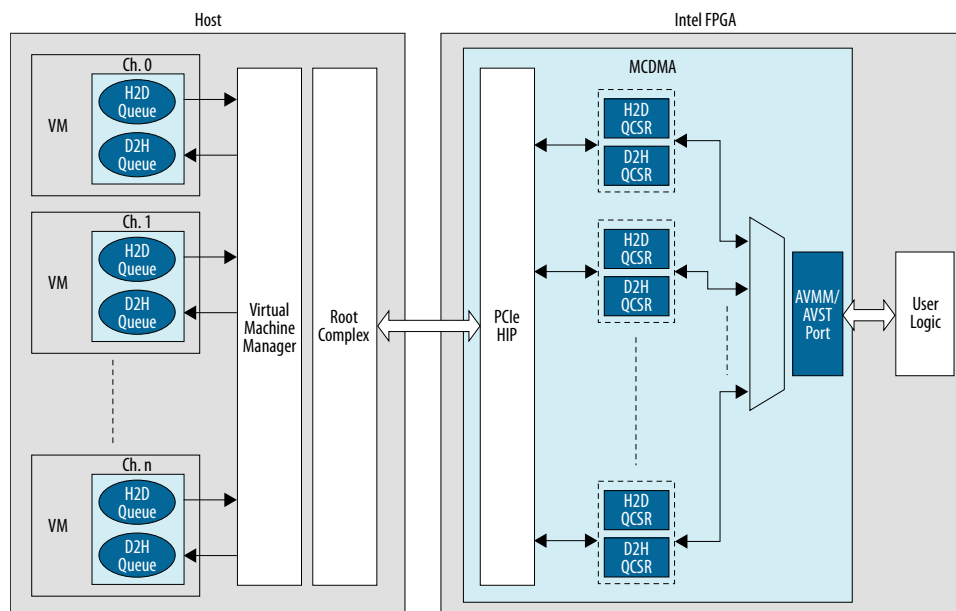 Host
Intel FPGA
Ch. 0
H2D
Queue
VM
D2H
Queue
Ch. 1
H2D
Queue
VM
D2H
Queue
Ch. n
H2D
Queue
VM
D2H
Queue
Virtual
Machine
Manager
Root
Complex
MCDMA
PCIe
HIP
H2D
QCSR
D2H
QCSR
H2D
QCSR
D2H
QCSR
H2D
QCSR
D2H
QCSR
AVMM/
AVST
Port
User
Logic